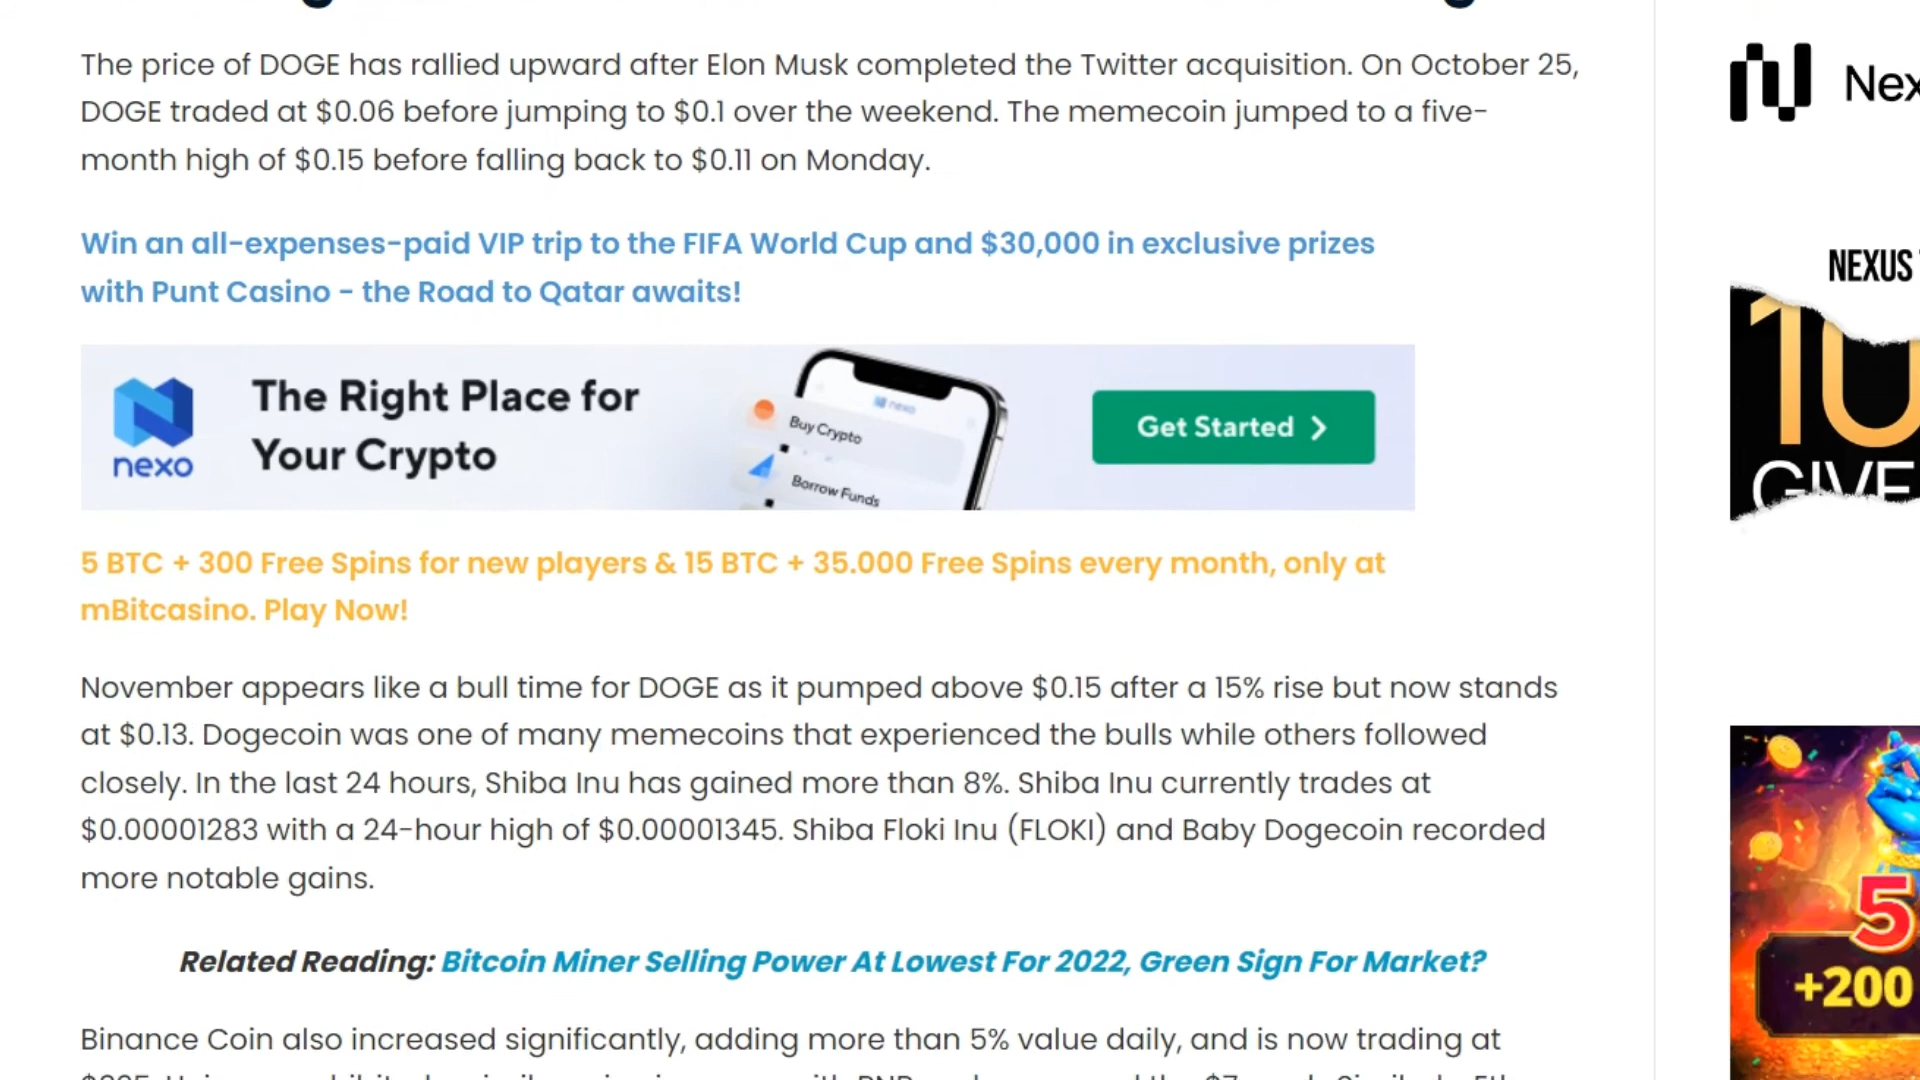 The price of DOGE has rallied upward after Elon Musk completed the Twitter acquisition. On October 25,
DOGE traded at $0.06 before jumping to $0.1 over the weekend. The memecoin jumped to a five-
month high of $0.15 before falling back to $0.11 on Monday.
Win an all-expenses-paid VIP trip to the FIFA World Cup and $30,000 in exclusive prizes
with Punt Casino – the Road to Qatar awaits!
nexo
The Right Place for
Your Crypto
nexo
Buy Crypto
Borrow Funds
Get Started
5 BTC + 300 Free Spins for new players & 15 BTC + 35.000 Free Spins every month, only at
mBitcasino. Play Now!
November appears like a bull time for DOGE as it pumped above $0.15 after a 15% rise but now stands
at $0.13. Dogecoin was one of many memecoins that experienced the bulls while others followed
closely. In the last 24 hours, Shiba Inu has gained more than 8%. Shiba Inu currently trades at
$0.00001283 with a 24-hour high of $0.00001345. Shiba Floki Inu (FLOKI) and Baby Dogecoin recorded
more notable gains.
Related Reading: Bitcoin Miner Selling Power At Lowest For 2022, Green Sign For Market?
Binance Coin also increased significantly, adding more than 5% value daily, and is now trading at
Nex
NEXUS
10
GIVE
5
+200